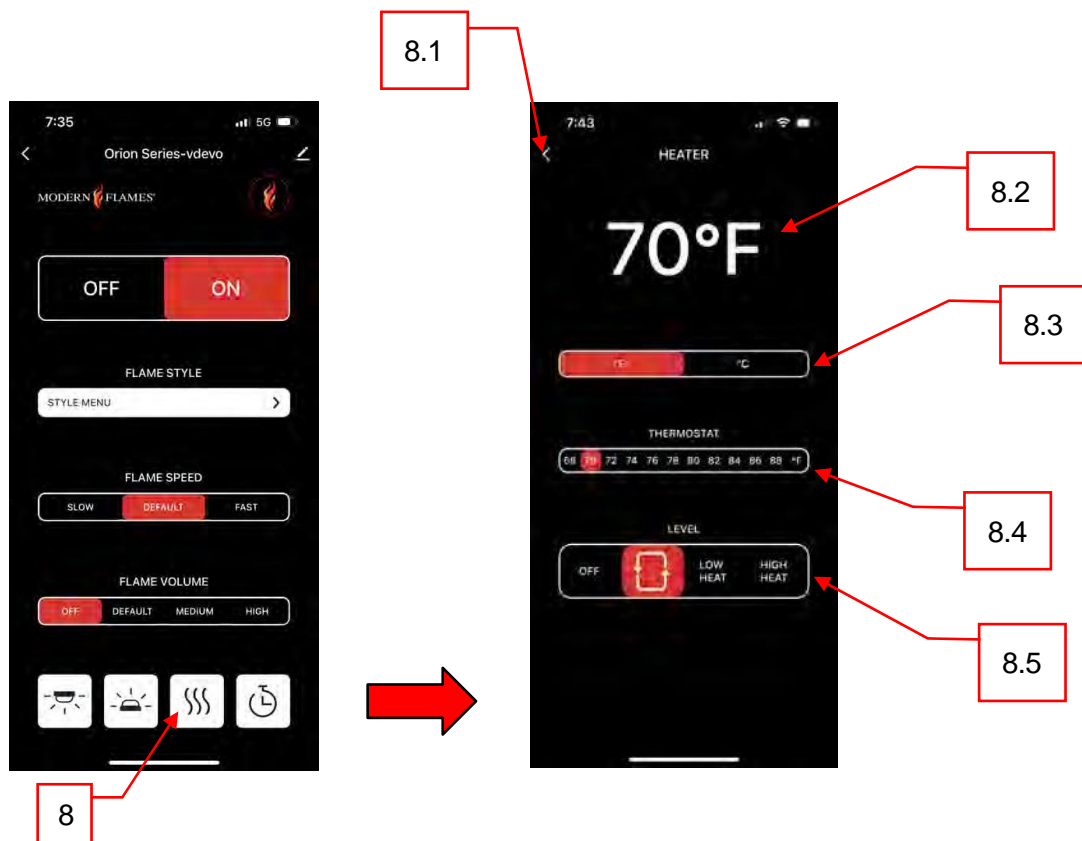 8.1
7:35
5G
Orion Series-vdevo
MODERN FLAMES
OFF ON
FLAME STYLE
STYLE MENU
FLAME SPEED
SLOW DEFAULT FAST
FLAME VOLUME
OFF DEFAULT MEDIUM HIGH
8
7:43
HEATER
70°F
8.2
8.3
°F °C
THERMOSTAT
68 70 72 74 76 78 80 82 84 86 88 °F
8.4
LEVEL
OFF LOW HEAT HIGH HEAT
8.5